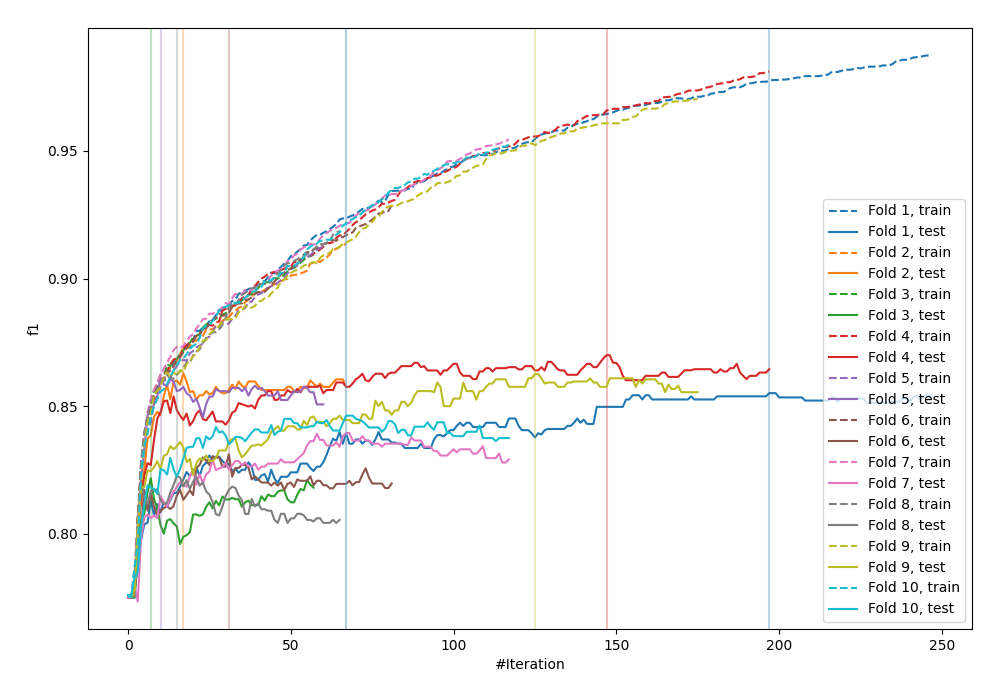 0.95
0.90
0.85
0.80
f1
0
50
100
150
200
250
#Iteration
Fold 1, train
Fold 1, test
Fold 2, train
Fold 2, test
Fold 3, train
Fold 3, test
Fold 4, train
Fold 4, test
Fold 5, train
Fold 5, test
Fold 6, train
Fold 6, test
Fold 7, train
Fold 7, test
Fold 8, train
Fold 8, test
Fold 9, train
Fold 9, test
Fold 10, train
Fold 10, test